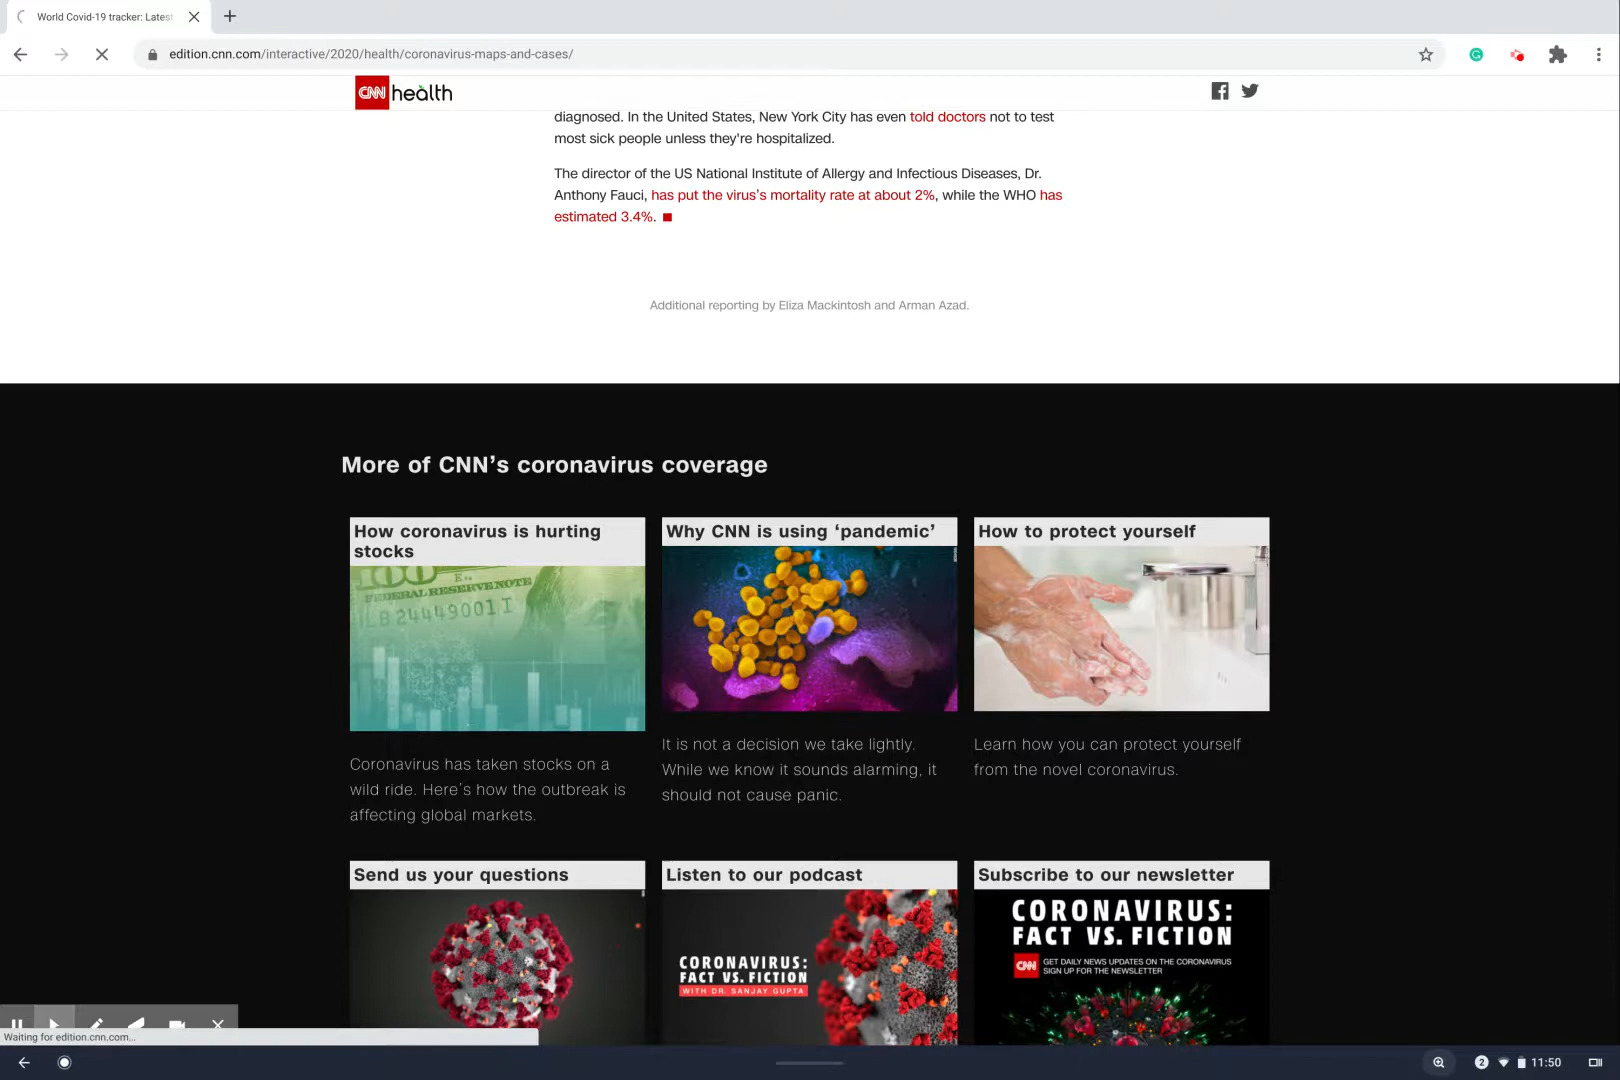 World Covid-19 tracker: Latest
edition.cnn.com/interactive/2020/health/coronavirus-maps-and-cases/
CNN health
diagnosed. In the United States, New York City has even told doctors not to test
most sick people unless they're hospitalized.
The director of the US National Institute of Allergy and Infectious Diseases, Dr.
Anthony Fauci, has put the virus’s mortality rate at about 2%, while the WHO has
estimated 3.4%.
Additional reporting by Eliza Mackintosh and Arman Azad.
More of CNN’s coronavirus coverage
How coronavirus is hurting
stocks
100
FEDERAL RESERVE NOTE
LB24449001I
Coronavirus has taken stocks on a
wild ride. Here’s how the outbreak is
affecting global markets.
Why CNN is using ‘pandemic’
It is not a decision we take lightly.
While we know it sounds alarming, it
should not cause panic.
How to protect yourself
Learn how you can protect yourself
from the novel coronavirus.
Send us your questions
Listen to our podcast
CORONAVIRUS:
FACT VS. FICTION
WITH DR. SANJAY GUPTA
Subscribe to our newsletter
CORONAVIRUS:
FACT VS. FICTION
CNN GET DAILY NEWS UPDATES ON THE CORONAVIRUS
SIGN UP FOR THE NEWSLETTER
Waiting for edition.cnn.com...
2 11:50